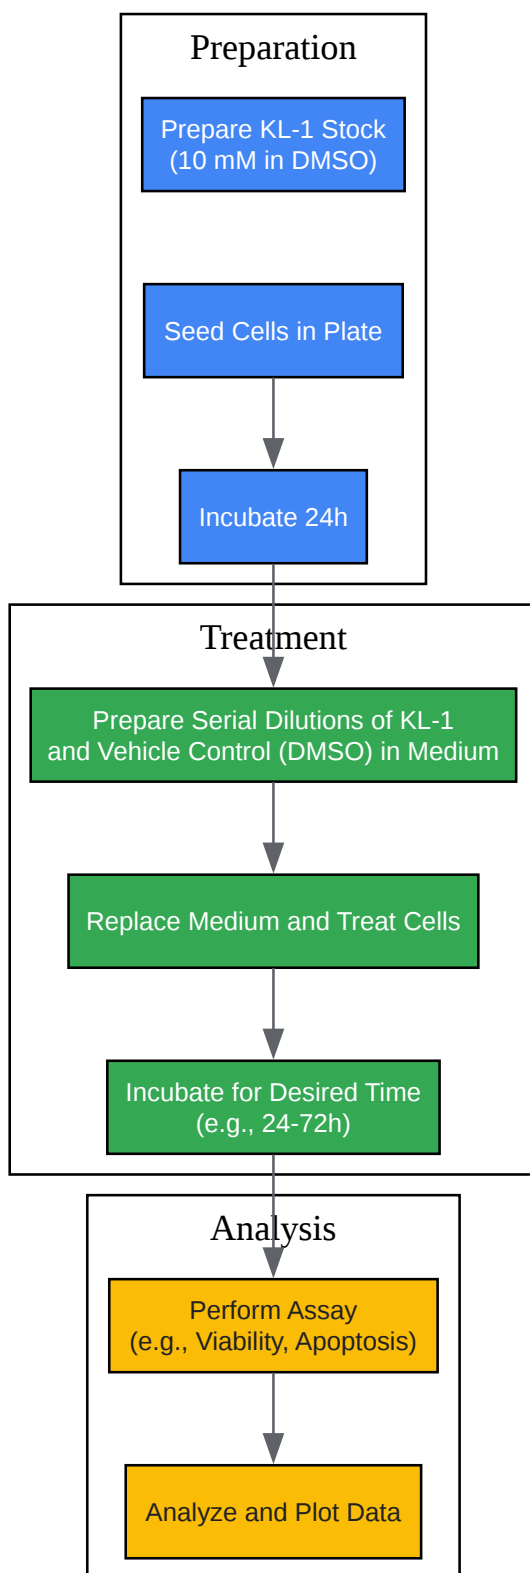 Preparation
Prepare KL-1 Stock
(10 mM in DMSO)
Seed Cells in Plate
Incubate 24h
Treatment
Prepare Serial Dilutions of KL-1
and Vehicle Control (DMSO) in Medium
Replace Medium and Treat Cells
Incubate for Desired Time
(e.g., 24-72h)
Analysis
Perform Assay
(e.g., Viability, Apoptosis)
Analyze and Plot Data